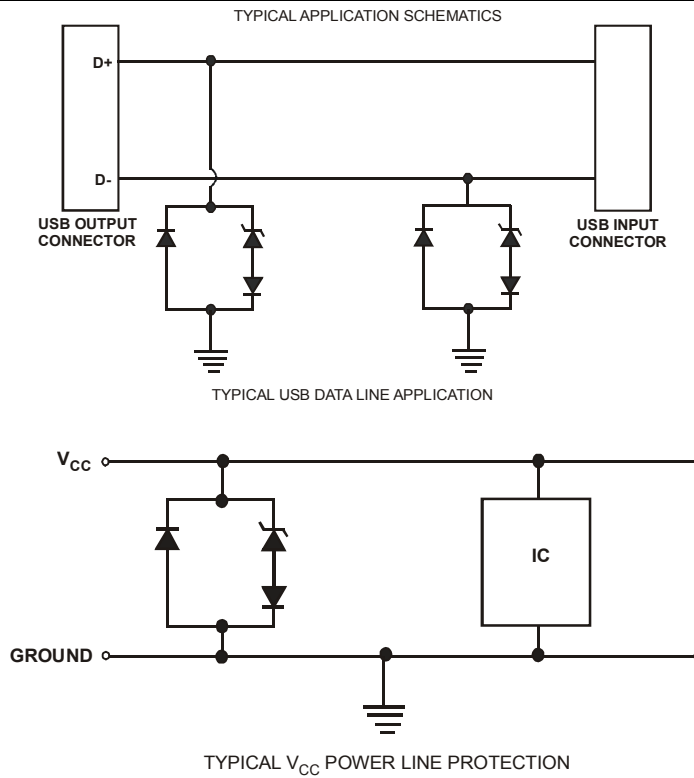 TYPICAL APPLICATION SCHEMATICS
D+
D-
USB OUTPUT
CONNECTOR
USB INPUT
CONNECTOR
TYPICAL USB DATA LINE APPLICATION
VCC
IC
GROUND
TYPICAL VCC POWER LINE PROTECTION